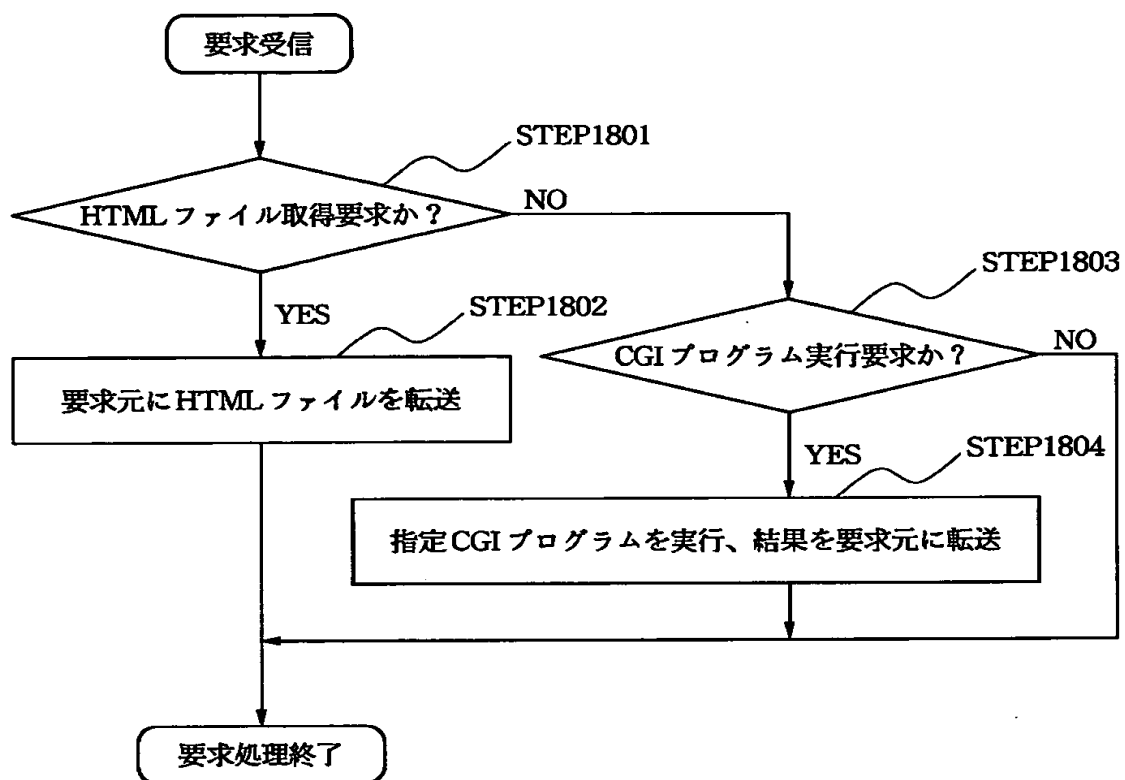 要求受信
STEP1801
HTMLファイル取得要求か?
NO
STEP1803
YES
STEP1802
CGIプログラム実行要求か?
NO
要求元にHTMLファイルを転送
YES
STEP1804
指定CGIプログラムを実行、結果を要求元に転送
要求処理終了